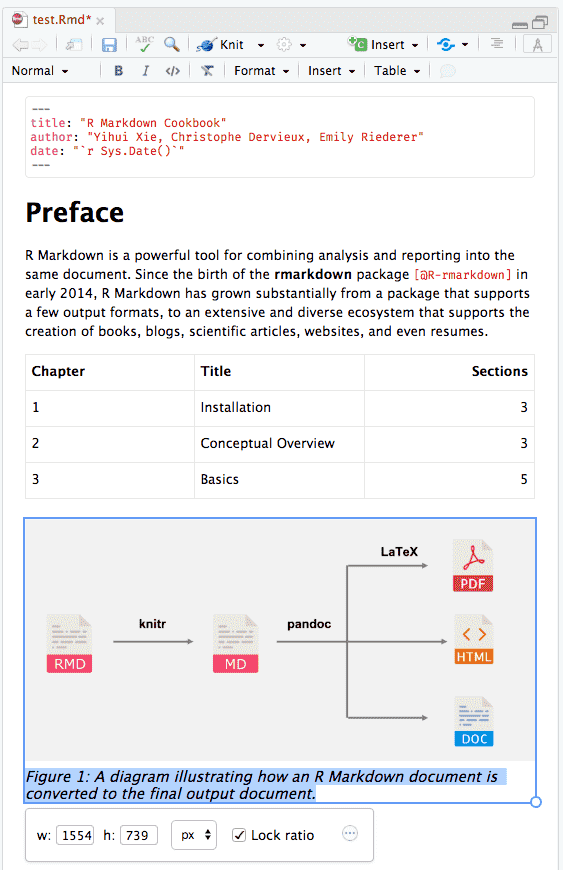 test.Rmd*
ABC Knit Insert
Normal B I </> Format Insert Table
---
title: "R Markdown Cookbook"
author: "Yihui Xie, Christophe Dervieux, Emily Riederer"
date: "`r Sys.Date()`"
---
Preface
R Markdown is a powerful tool for combining analysis and reporting into the
same document. Since the birth of the rmarkdown package [@R-rmarkdown] in
early 2014, R Markdown has grown substantially from a package that supports
a few output formats, to an extensive and diverse ecosystem that supports the
creation of books, blogs, scientific articles, websites, and even resumes.
Chapter Title Sections
1 Installation 3
2 Conceptual Overview 3
3 Basics 5
LaTeX
PDF
knitr pandoc
RMD MD HTML
DOC
Figure 1: A diagram illustrating how an R Markdown document is
converted to the final output document.
w: 1554 h: 739 px Lock ratio